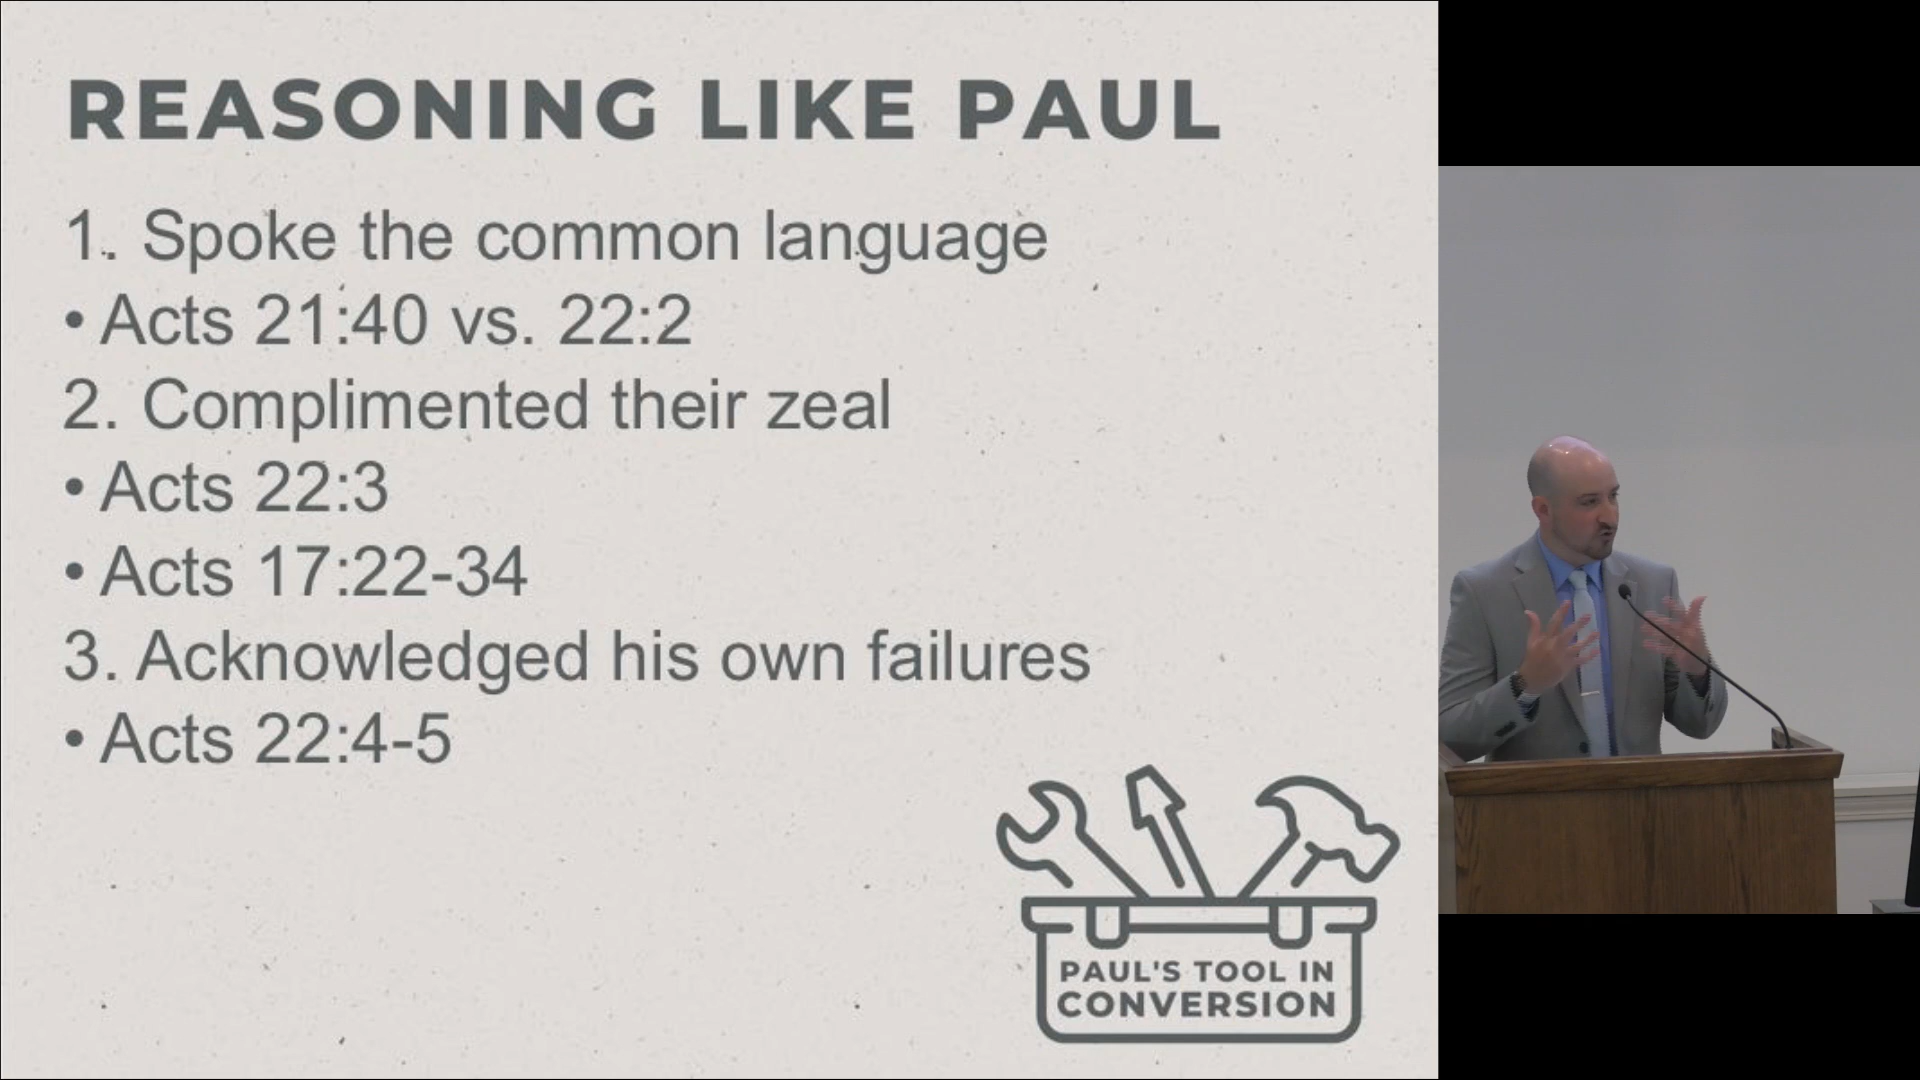 REASONING LIKE PAUL
1. Spoke the common language
• Acts 21:40 vs. 22:2
2. Complimented their zeal
• Acts 22:3
• Acts 17:22-34
3. Acknowledged his own failures
• Acts 22:4-5
PAUL'S TOOL IN
CONVERSION